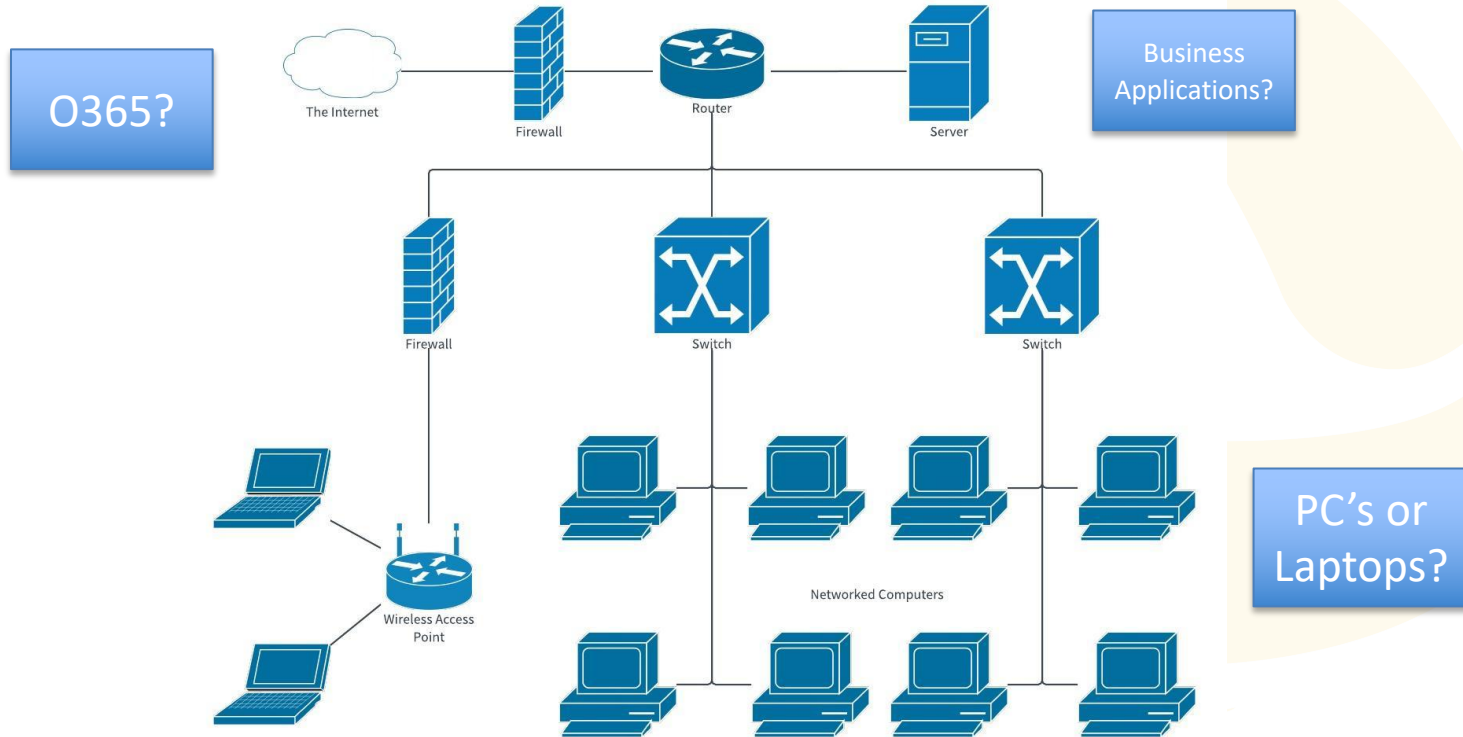 O365?
The Internet
Firewall
Router
Server
Business
Applications?
Firewall
Switch
Switch
Wireless Access
Point
Networked Computers
PC’s or
Laptops?